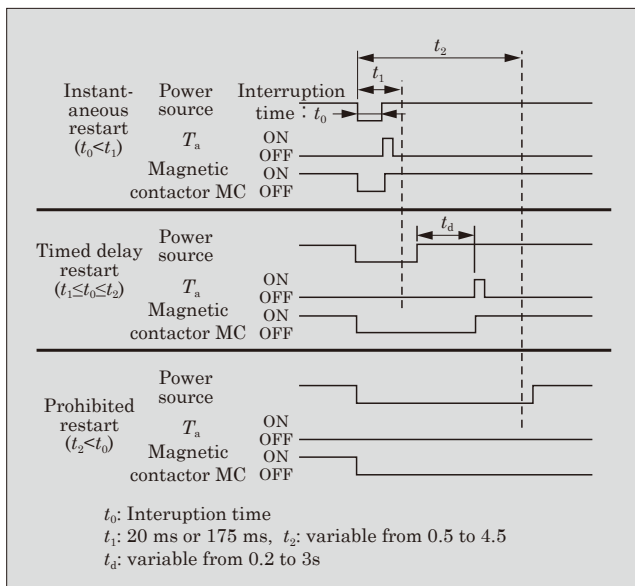 t2
t1
Instant-
aneous
restart
(t0<t1)
Power
source
Interruption
time : t0
Ta
ON
OFF
Magnetic
contactor MC
ON
OFF
Timed delay
restart
(t1≤t0≤t2)
Power
source
td
Ta
ON
OFF
Magnetic
contactor MC
ON
OFF
Prohibited
restart
(t2<t0)
Power
source
Ta
ON
OFF
Magnetic
contactor MC
ON
OFF
t0: Interuption time
t1: 20 ms or 175 ms, t2: variable from 0.5 to 4.5
td: variable from 0.2 to 3s